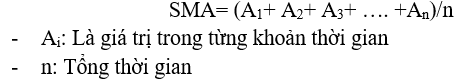 SMA= (A1+ A2+ A3+ …. +An)/n
- Ai: Là giá trị trong từng khoản thời gian
- n: Tổng thời gian